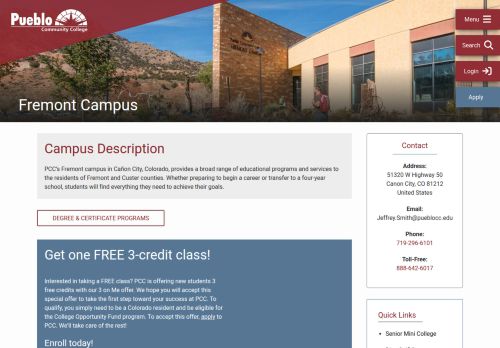 Pueblo
Community College
Menu
Search
Login
Apply
Fremont Campus
Campus Description
PCC's Fremont campus in Cañon City, Colorado, provides a broad range of educational programs and services to
the residents of Fremont and Custer counties. Whether preparing to begin a career or transfer to a four-year
school, students will find everything they need to achieve their goals.
DEGREE & CERTIFICATE PROGRAMS
Get one FREE 3-credit class!
Interested in taking a FREE class? PCC is offering new students 3
free credits with our 3 on Me offer. We hope you will accept this
special offer to take the first step toward your success at PCC. To
qualify, you simply need to be a Colorado resident and be eligible for
the College Opportunity Fund program. To accept this offer, apply
to PCC. We'll take care of the rest!
Enroll today!
Contact
Address:
51320 W Highway 50
Canon City, CO 81212
United States
Email:
Jeffrey.Smith@pueblocc.edu
Phone:
719-296-6101
Toll-Free:
888-642-6017
Quick Links
Senior Mini College